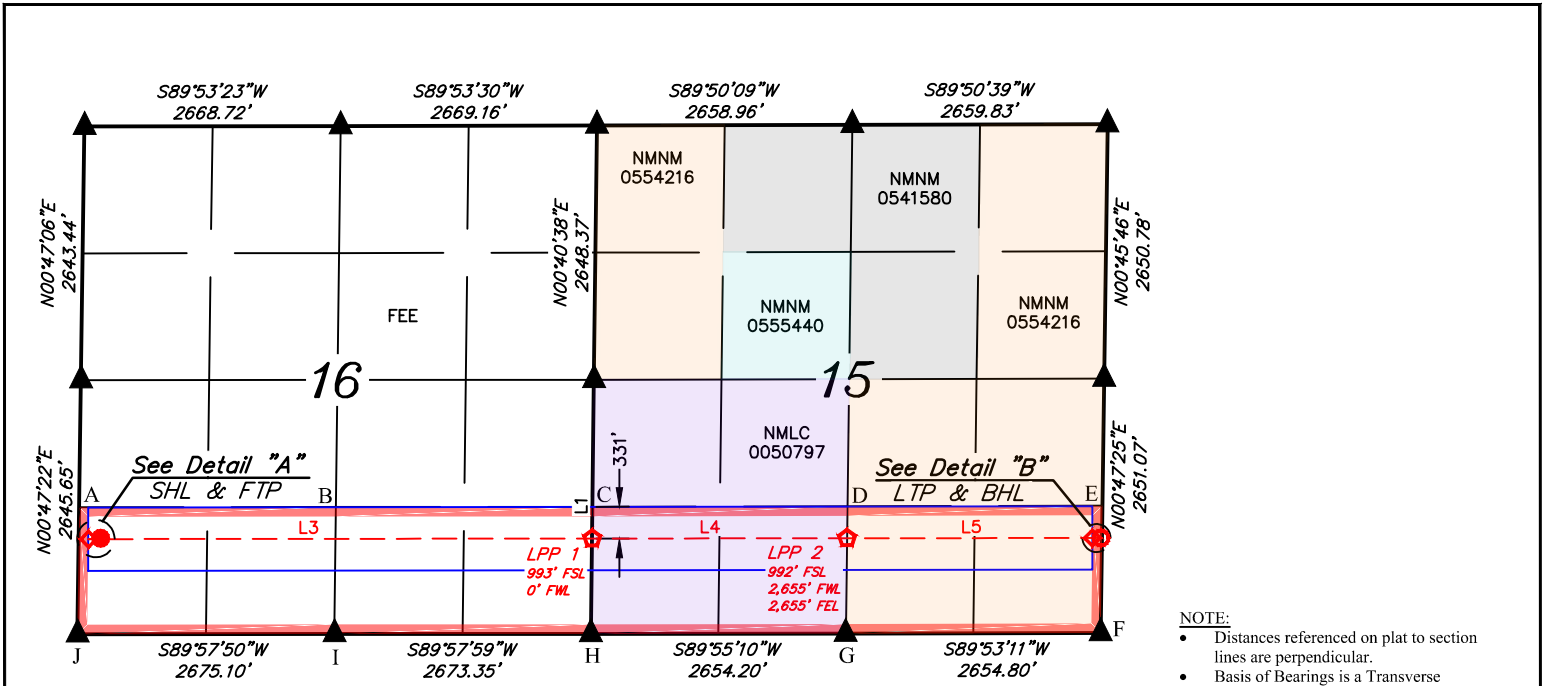 S89°53'23"W
2668.72'
S89°53'30"W
2669.16'
S89°50'09"W
2658.96'
S89°50'39"W
2659.83'
N00°47'06"E
2643.44'
N00°40'38"E
2648.37'
N00°45'46"E
2650.78'
NMNM
0554216
NMNM
0541580
FEE
NMNM
0555440
NMNM
0554216
16
15
N00°47'22"E
2645.65'
NMLC
0050797
331'
N00°47'25"E
2651.07'
See Detail "A"
SHL & FTP
See Detail "B"
LTP & BHL
A
B
C
D
E
L1
L3
L4
L5
LPP 1
993' FSL
0' FWL
LPP 2
992' FSL
2,655' FWL
2,655' FEL
J
I
H
G
F
S89°57'50"W
2675.10'
S89°57'59"W
2673.35'
S89°55'10"W
2654.20'
S89°53'11"W
2654.80'
NOTE:
• Distances referenced on plat to section
lines are perpendicular.
• Basis of Bearings is a Transverse